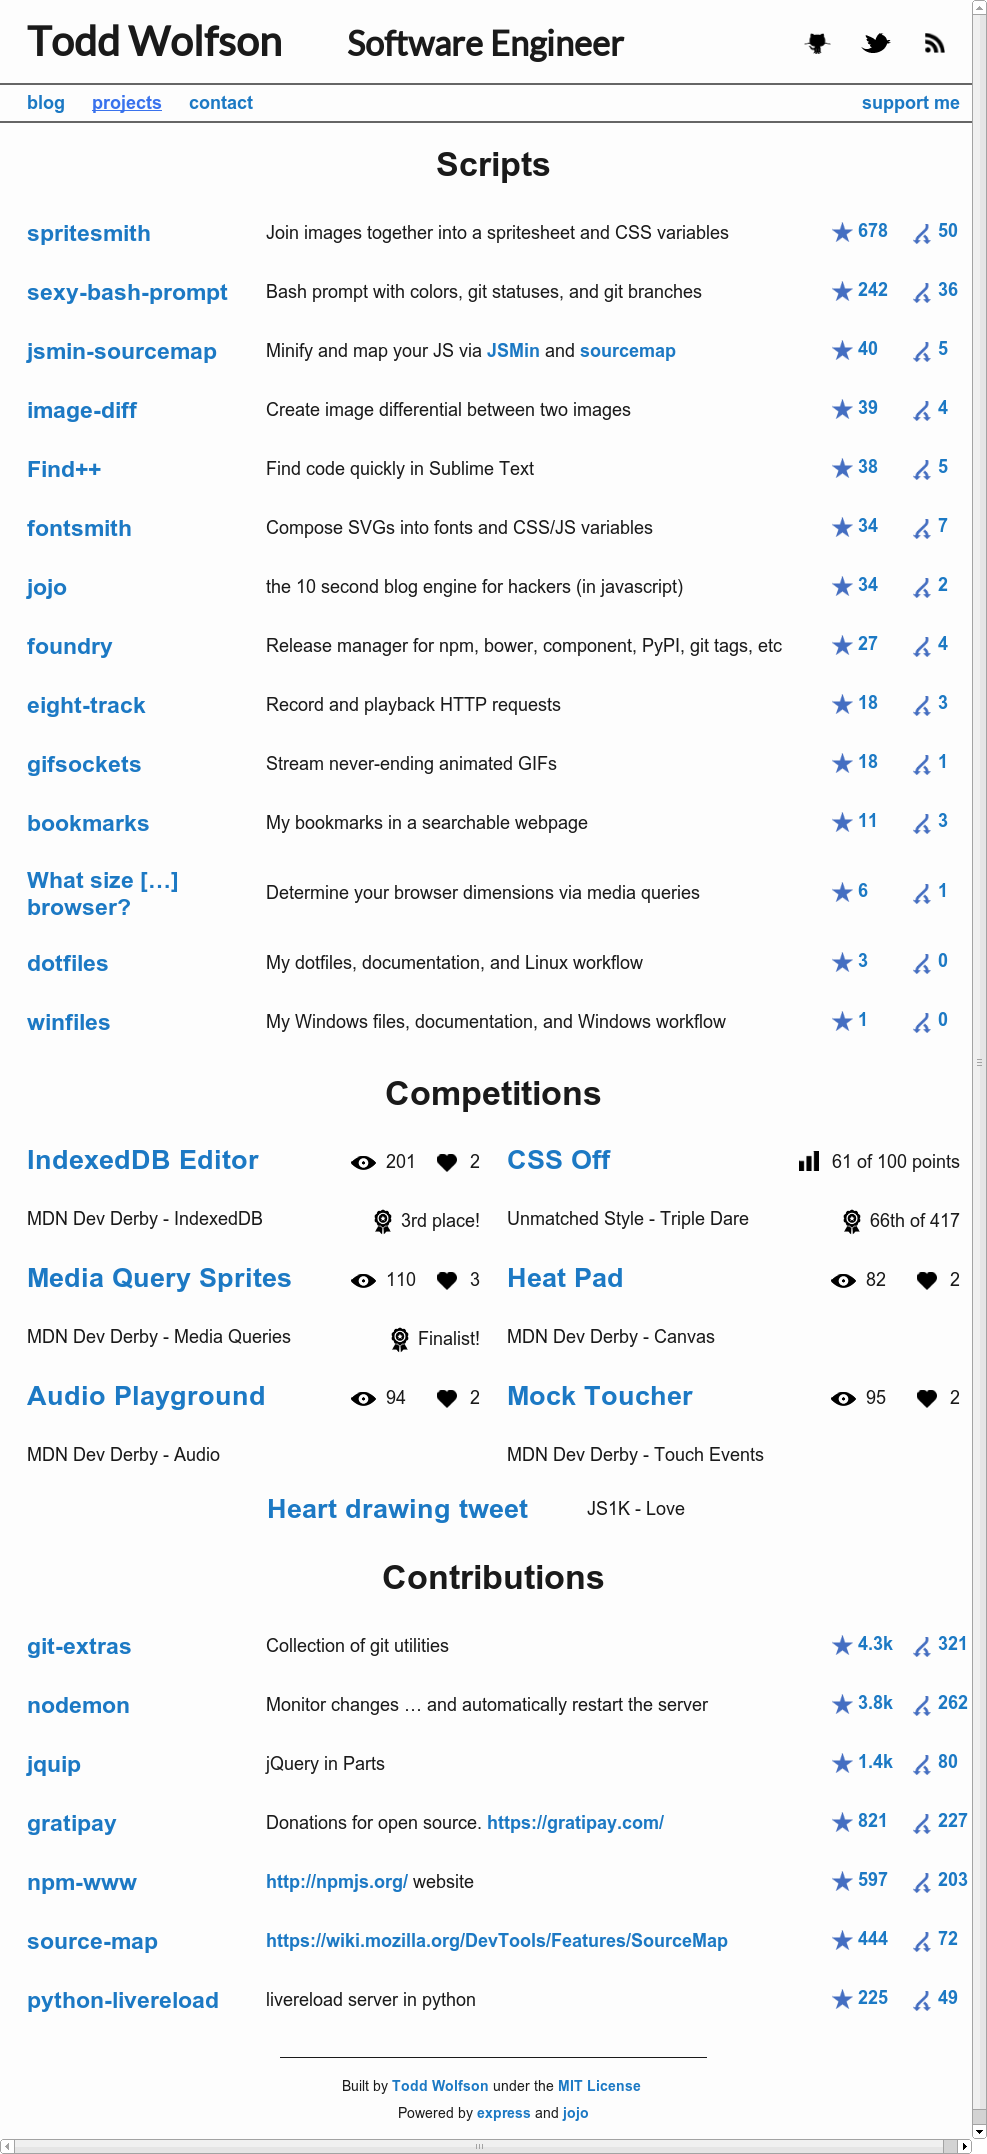 Todd Wolfson Software Engineer
blog projects contact support me
Scripts
spritesmith Join images together into a spritesheet and CSS variables 678 50
sexy-bash-prompt Bash prompt with colors, git statuses, and git branches 242 36
jsmin-sourcemap Minify and map your JS via JSMin and sourcemap 40 5
image-diff Create image differential between two images 39 4
Find++ Find code quickly in Sublime Text 38 5
fontsmith Compose SVGs into fonts and CSS/JS variables 34 7
jojo the 10 second blog engine for hackers (in javascript) 34 2
foundry Release manager for npm, bower, component, PyPI, git tags, etc 27 4
eight-track Record and playback HTTP requests 18 3
gifsockets Stream never-ending animated GIFs 18 1
bookmarks My bookmarks in a searchable webpage 11 3
What size […]
browser? Determine your browser dimensions via media queries 6 1
dotfiles My dotfiles, documentation, and Linux workflow 3 0
winfiles My Windows files, documentation, and Windows workflow 1 0
Competitions
IndexedDB Editor 201 2 CSS Off 61 of 100 points
MDN Dev Derby - IndexedDB 3rd place! Unmatched Style - Triple Dare 66th of 417
Media Query Sprites 110 3 Heat Pad 82 2
MDN Dev Derby - Media Queries Finalist! MDN Dev Derby - Canvas
Audio Playground 94 2 Mock Toucher 95 2
MDN Dev Derby - Audio MDN Dev Derby - Touch Events
Heart drawing tweet JS1K - Love
Contributions
git-extras Collection of git utilities 4.3k 321
nodemon Monitor changes … and automatically restart the server 3.8k 262
jquip jQuery in Parts 1.4k 80
gratipay Donations for open source. https://gratipay.com/ 821 227
npm-www http://npmjs.org/ website 597 203
source-map https://wiki.mozilla.org/DevTools/Features/SourceMap 444 72
python-livereload livereload server in python 225 49
Built by Todd Wolfson under the MIT License
Powered by express and jojo